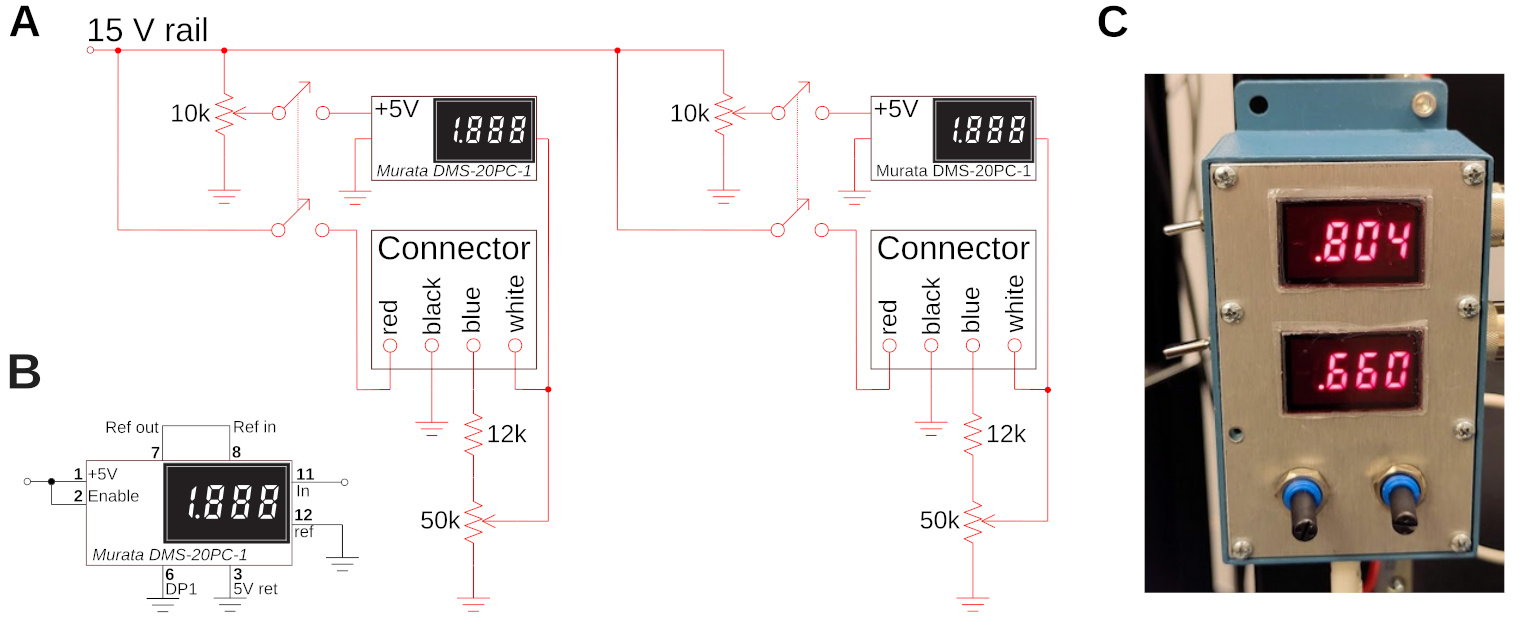 A
15 V rail
10k
+5V
1.888
Murata DMS-20PC-1
Connector
red
black
blue
white
12k
50k
10k
+5V
1.888
Murata DMS-20PC-1
Connector
red
black
blue
white
12k
50k
B
Ref out
Ref in
7
8
1
+5V
2
Enable
1.888
11
In
12
ref
Murata DMS-20PC-1
6
DP1
3
5V ret
C
.804
.660